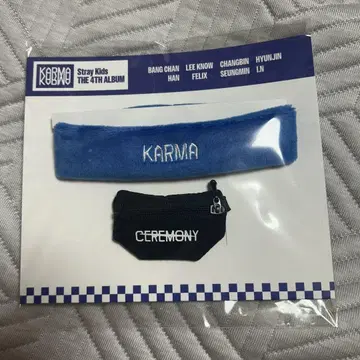 KARMA
Stray Kids
THE 4TH ALBUM
BANG CHAN LEE KNOW CHANGBIN HYUNJIN
HAN FELIX SEUNGMIN I.N
KARMA
CEREMONY